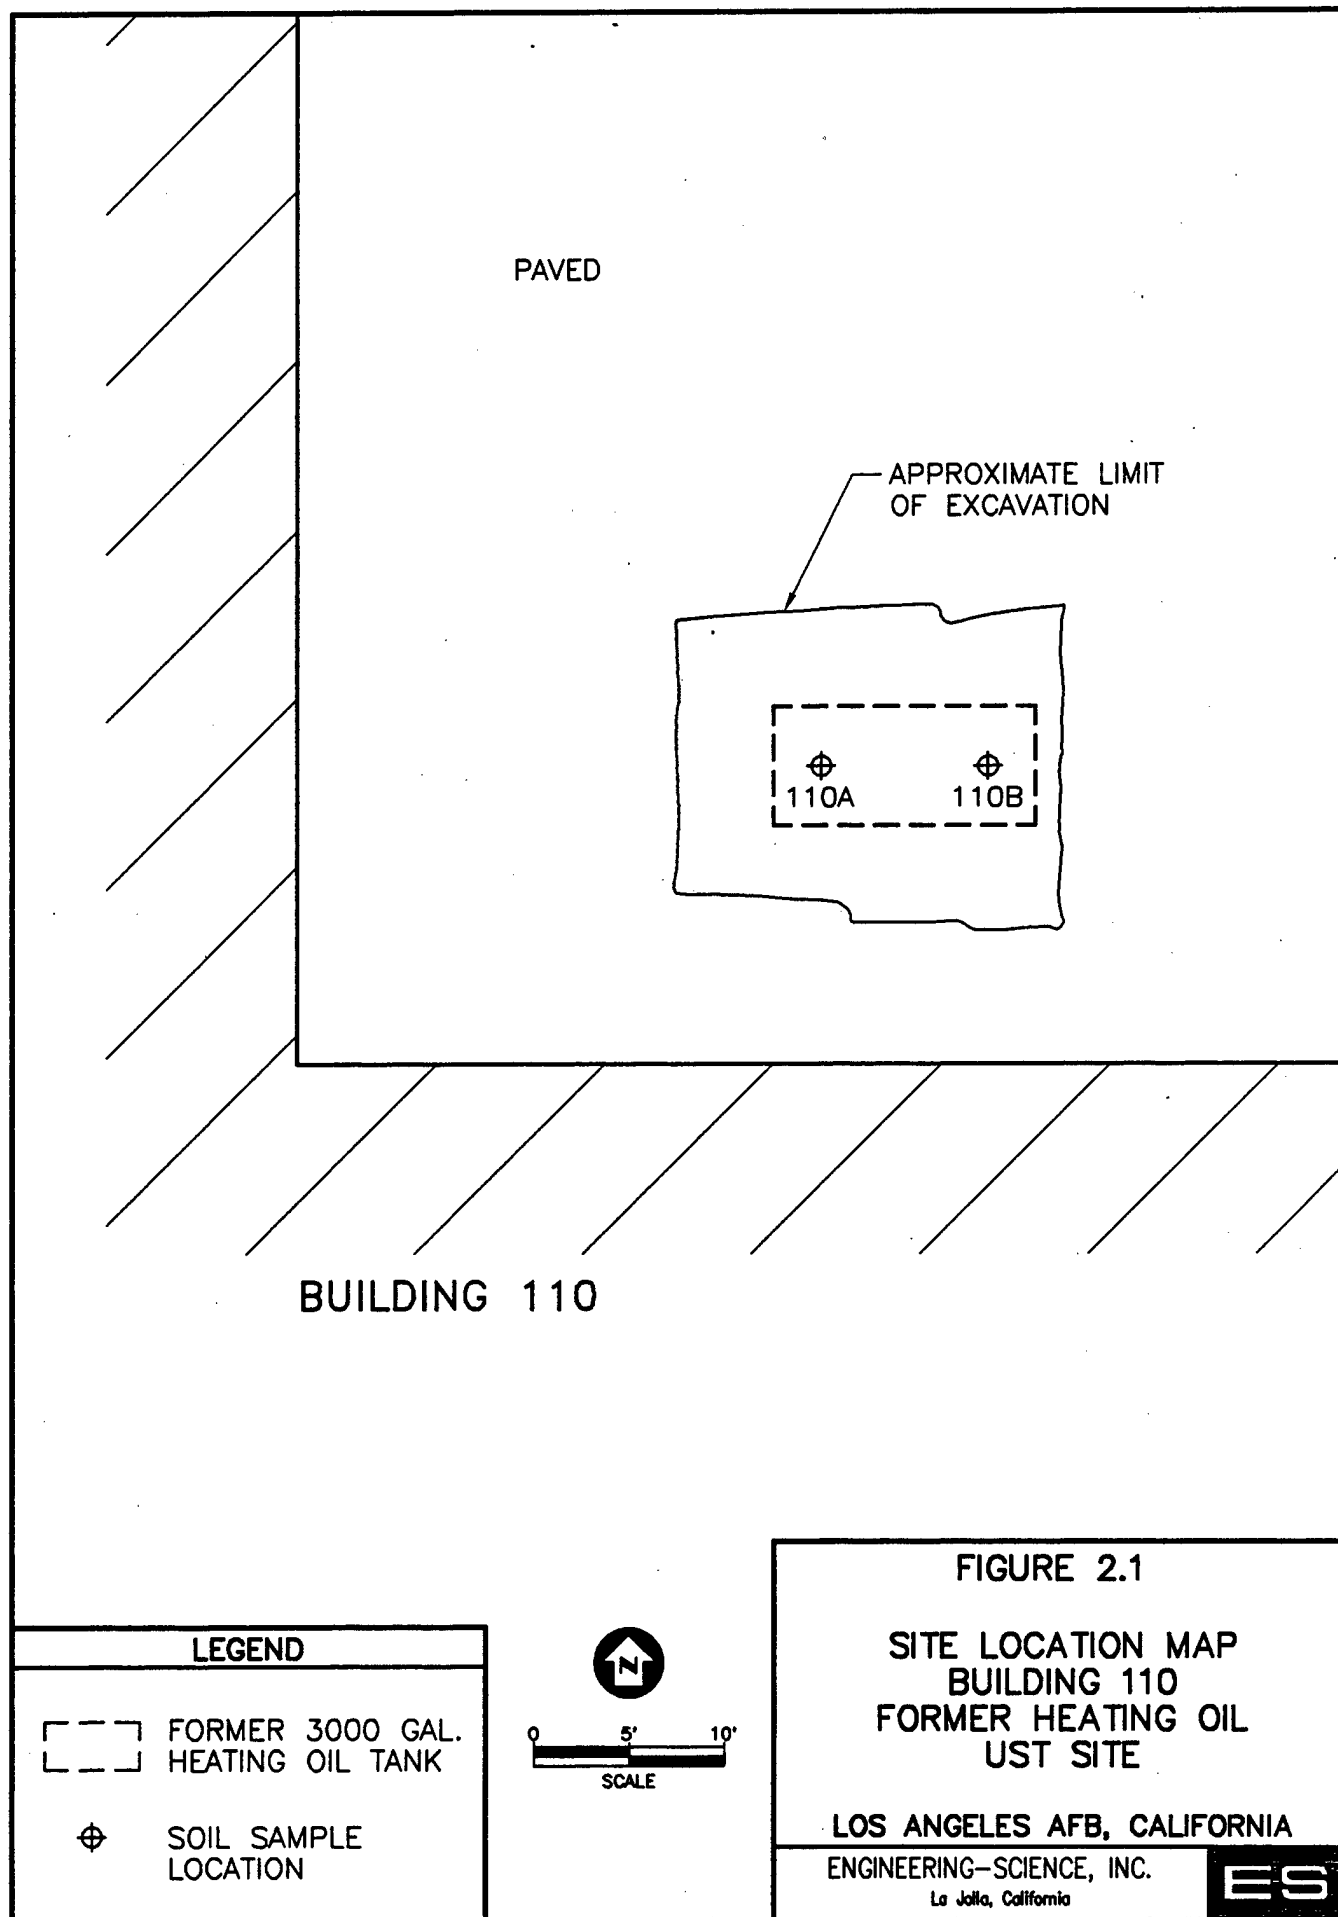 PAVED
APPROXIMATE LIMIT
OF EXCAVATION
110A
110B
BUILDING 110
LEGEND
FORMER 3000 GAL.
HEATING OIL TANK
SOIL SAMPLE
LOCATION
N
0 5' 10'
SCALE
FIGURE 2.1
SITE LOCATION MAP
BUILDING 110
FORMER HEATING OIL
UST SITE
LOS ANGELES AFB, CALIFORNIA
ENGINEERING-SCIENCE, INC.
La Jolla, California
ES